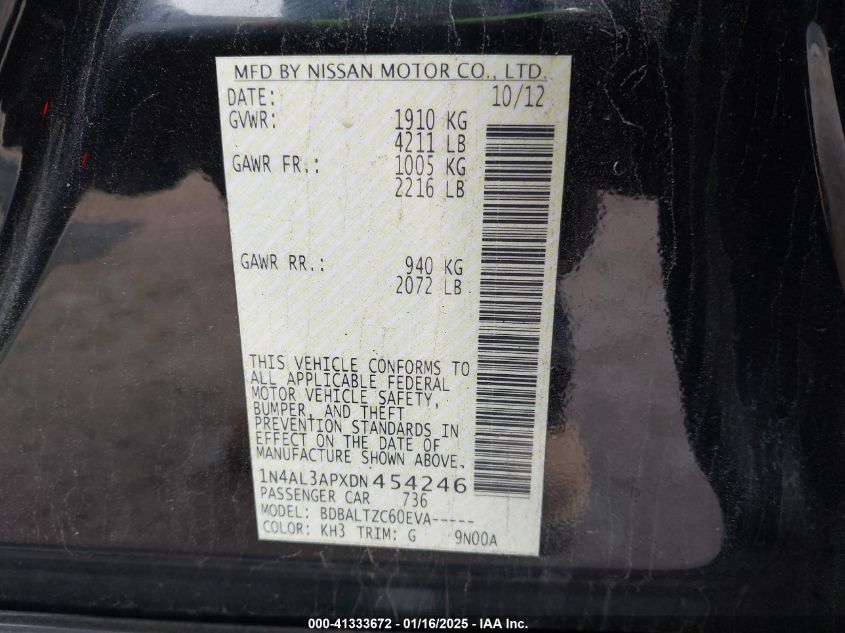 MFD BY NISSAN MOTOR CO., LTD.
DATE: 10/12
GVWR: 1910 KG
4211 LB
GAWR FR.: 1005 KG
2216 LB
GAWR RR.: 940 KG
2072 LB
THIS VEHICLE CONFORMS TO
ALL APPLICABLE FEDERAL
MOTOR VEHICLE SAFETY,
BUMPER, AND THEFT
PREVENTION STANDARDS IN
EFFECT ON THE DATE OF
MANUFACTURE SHOWN ABOVE.
1N4AL3APXDN454246
PASSENGER CAR 736
MODEL: BDBALTZC60EVA-----
COLOR: KH3 TRIM: G 9N00A
000-41333672 - 01/16/2025 - IAA Inc.